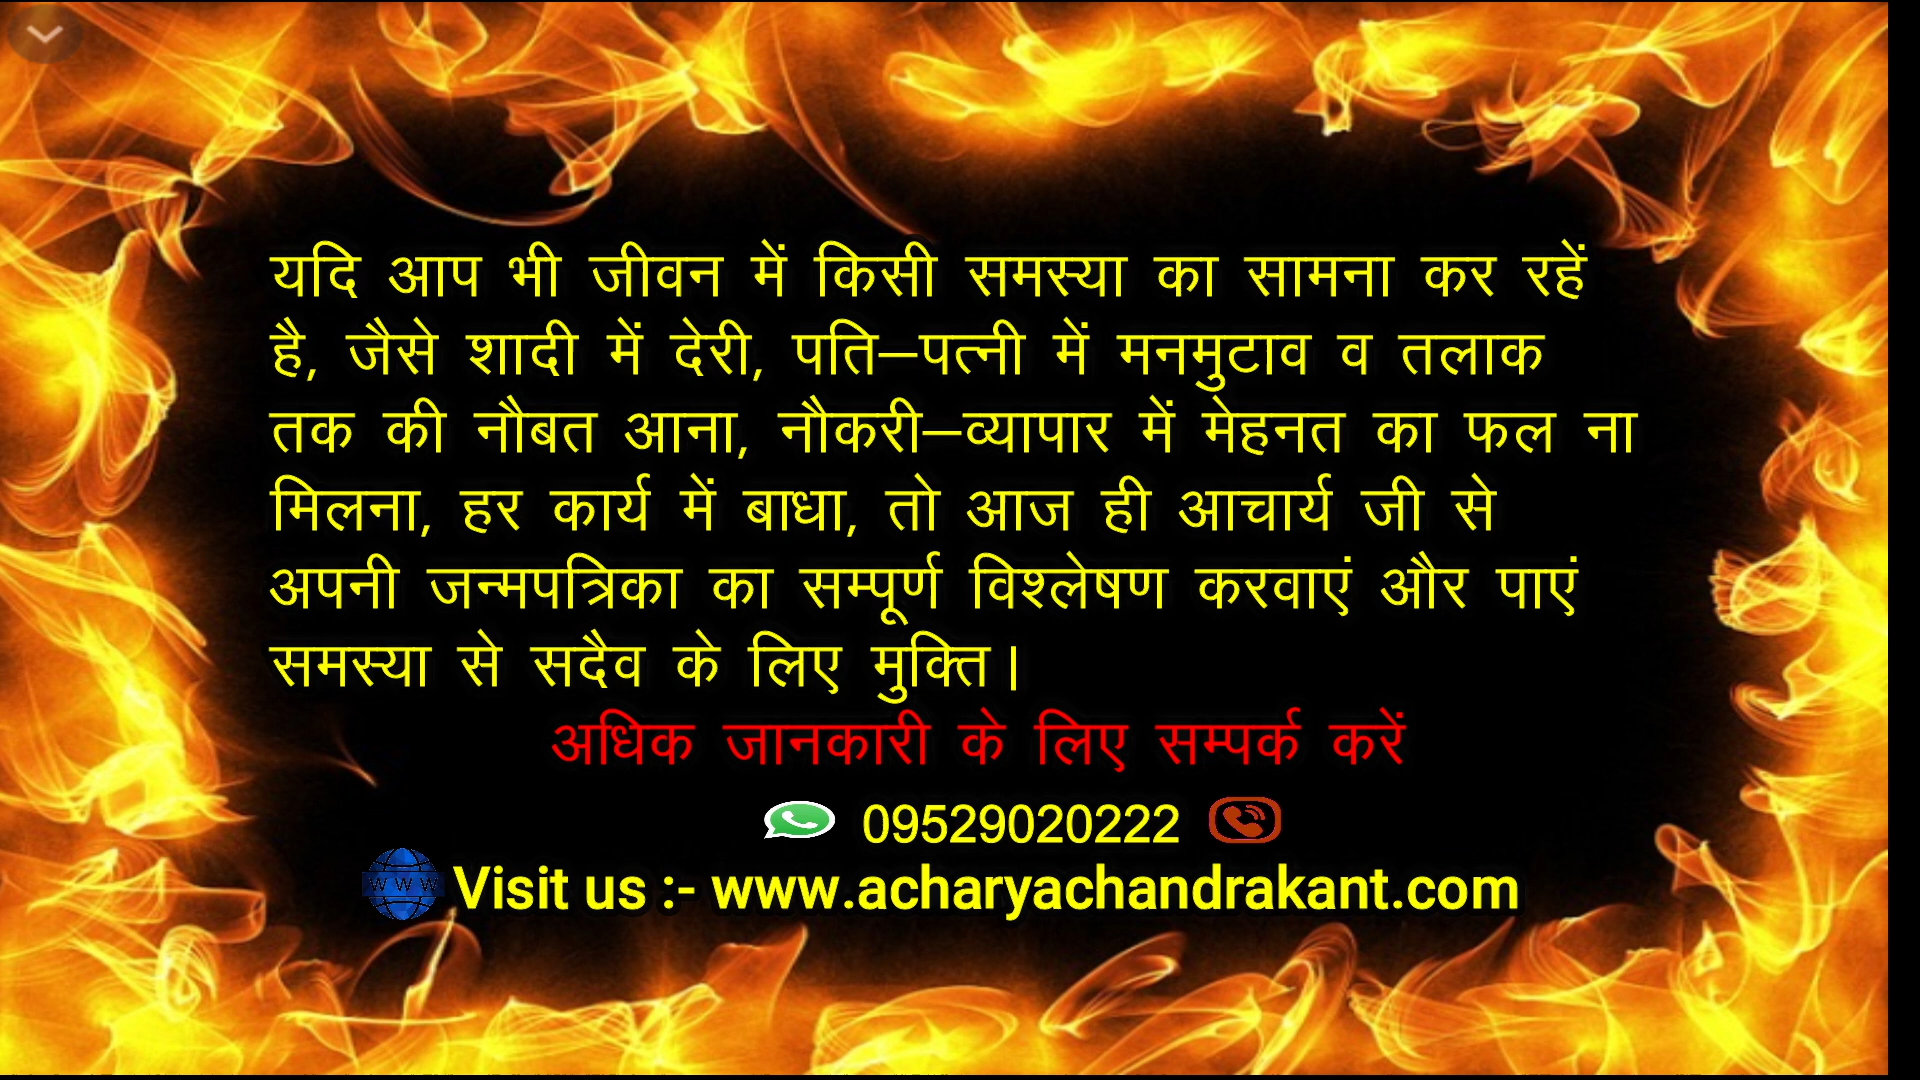 यदि आप भी जीवन में किसी समस्या का सामना कर रहें
है, जैसे शादी में देरी, पति–पत्नी में मनमुटाव व तलाक
तक की नौबत आना, नौकरी–व्यापार में मेहनत का फल ना
मिलना, हर कार्य में बाधा, तो आज ही आचार्य जी से
अपनी जन्मपत्रिका का सम्पूर्ण विश्लेषण करवाएं और पाएं
समस्या से सदैव के लिए मुक्ति।
अधिक जानकारी के लिए सम्पर्क करें
09529020222
WWW Visit us :- www.acharyachandrakant.com